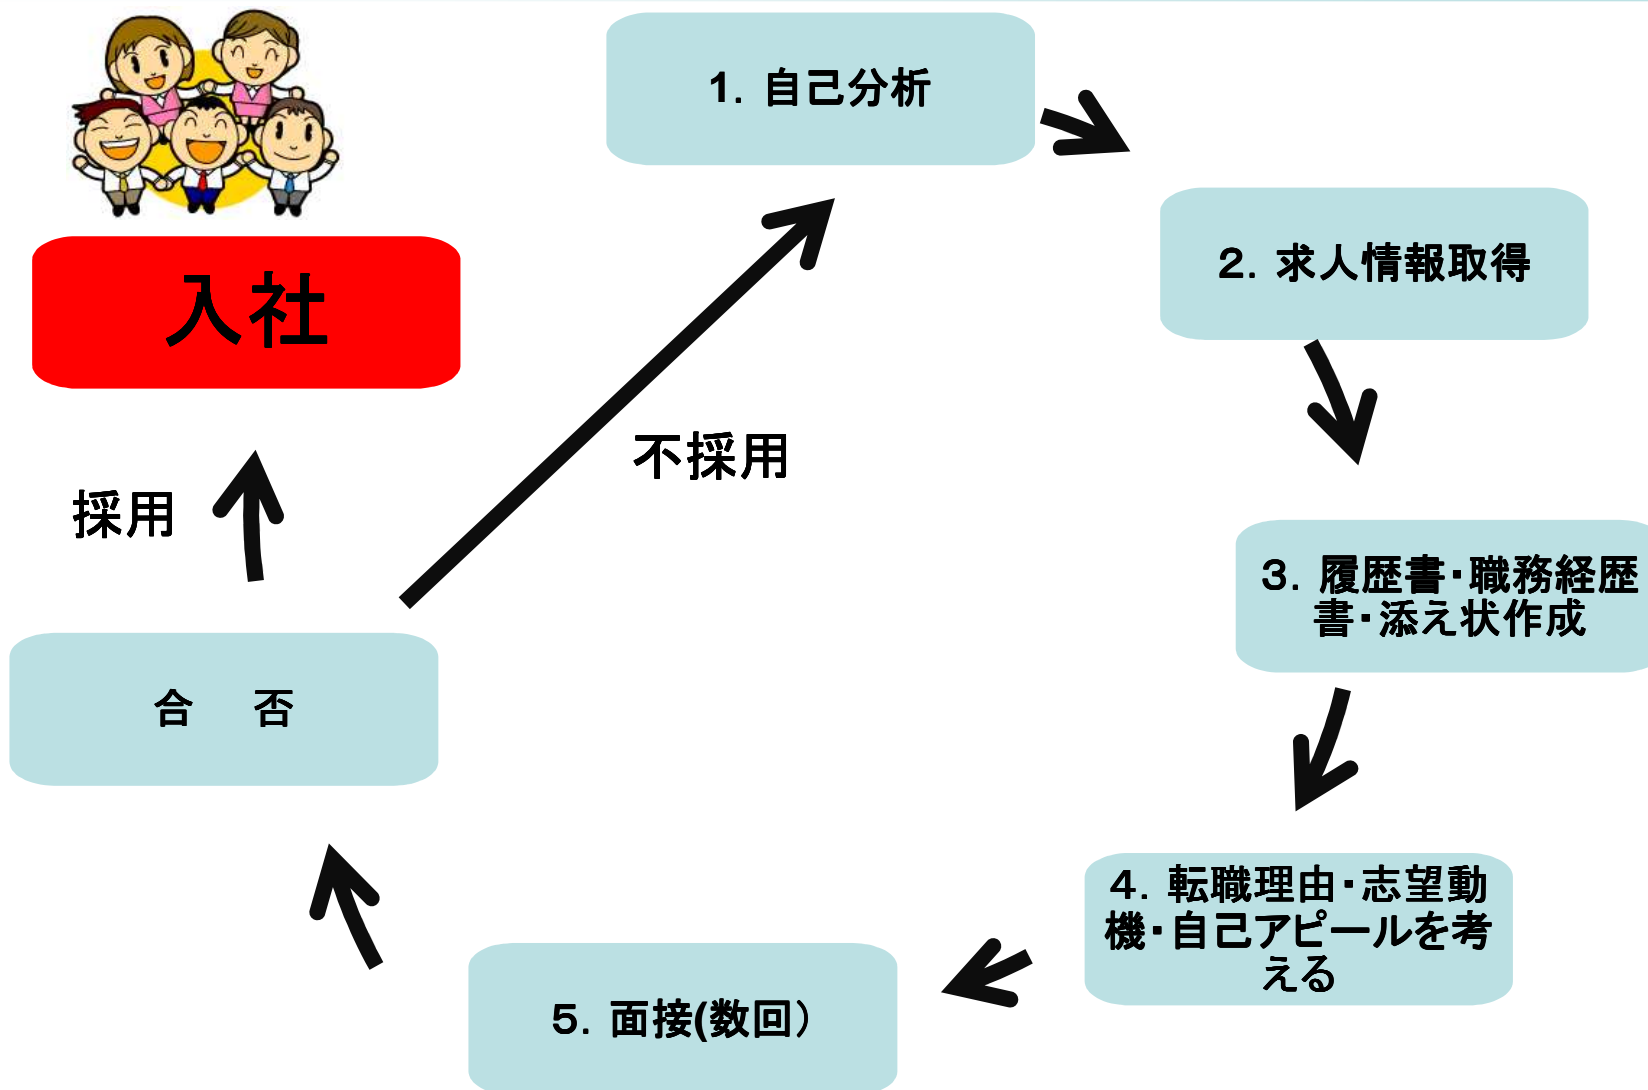 1. 自己分析
2. 求人情報取得
入社
不採用
採用
3. 履歴書・職務経歴
書・添え状作成
合　否
4. 転職理由・志望動
機・自己アピールを考
える
5. 面接(数回）